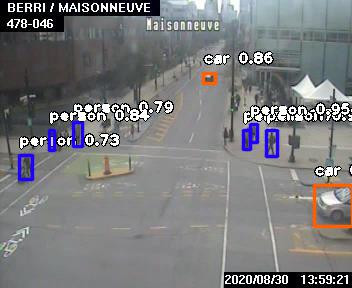 BERRI / MAISONNEUVE
478-046
Maisonneuve
car 0.86
person 0.79
person 0.84
person 0.95
person 0.73
car
2020/08/30 13:59:21